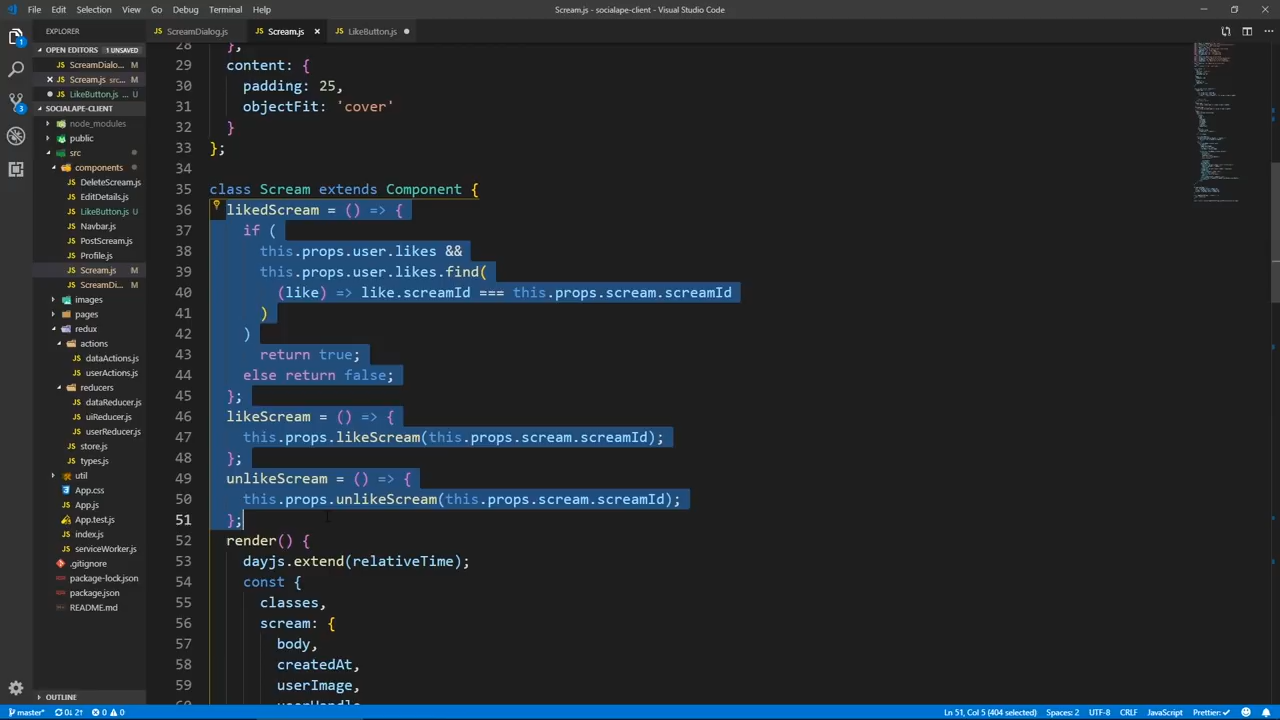 File Edit Selection View Go Debug Terminal Help
Scream.js - socialape-client - Visual Studio Code
EXPLORER
ScreamDialog.js
Scream.js
LikeButton.js
OPEN EDITORS 1 UNSAVED
ScreamDialo... M
Scream.js src... M
LikeButton.js ... U
SOCIALAPE-CLIENT
node_modules
public
src
components
DeleteScream.js
EditDetails.js
LikeButton.js U
Navbar.js
PostScream.js
Profile.js
Scream.js M
ScreamDi... M
images
pages
redux
actions
dataActions.js
userActions.js
reducers
dataReducer.js
uiReducer.js
userReducer.js
store.js
types.js
util
App.css
App.js
App.test.js
index.js
serviceWorker.js
.gitignore
package-lock.json
package.json
README.md
OUTLINE
28 },
29 content: {
30 padding: 25,
31 objectFit: 'cover'
32 }
33 };
34
35 class Scream extends Component {
36 likedScream = () => {
37 if (
38 this.props.user.likes &&
39 this.props.user.likes.find(
40 (like) => like.screamId === this.props.scream.screamId
41 )
42 )
43 return true;
44 else return false;
45 };
46 likeScream = () => {
47 this.props.likeScream(this.props.scream.screamId);
48 };
49 unlikeScream = () => {
50 this.props.unlikeScream(this.props.scream.screamId);
51 };
52 render() {
53 dayjs.extend(relativeTime);
54 const {
55 classes,
56 scream: {
57 body,
58 createdAt,
59 userImage,
master* 0↓ 2↑ 0 0
Ln 51, Col 5 (404 selected) Spaces: 2 UTF-8 CRLF JavaScript Prettier: ✓